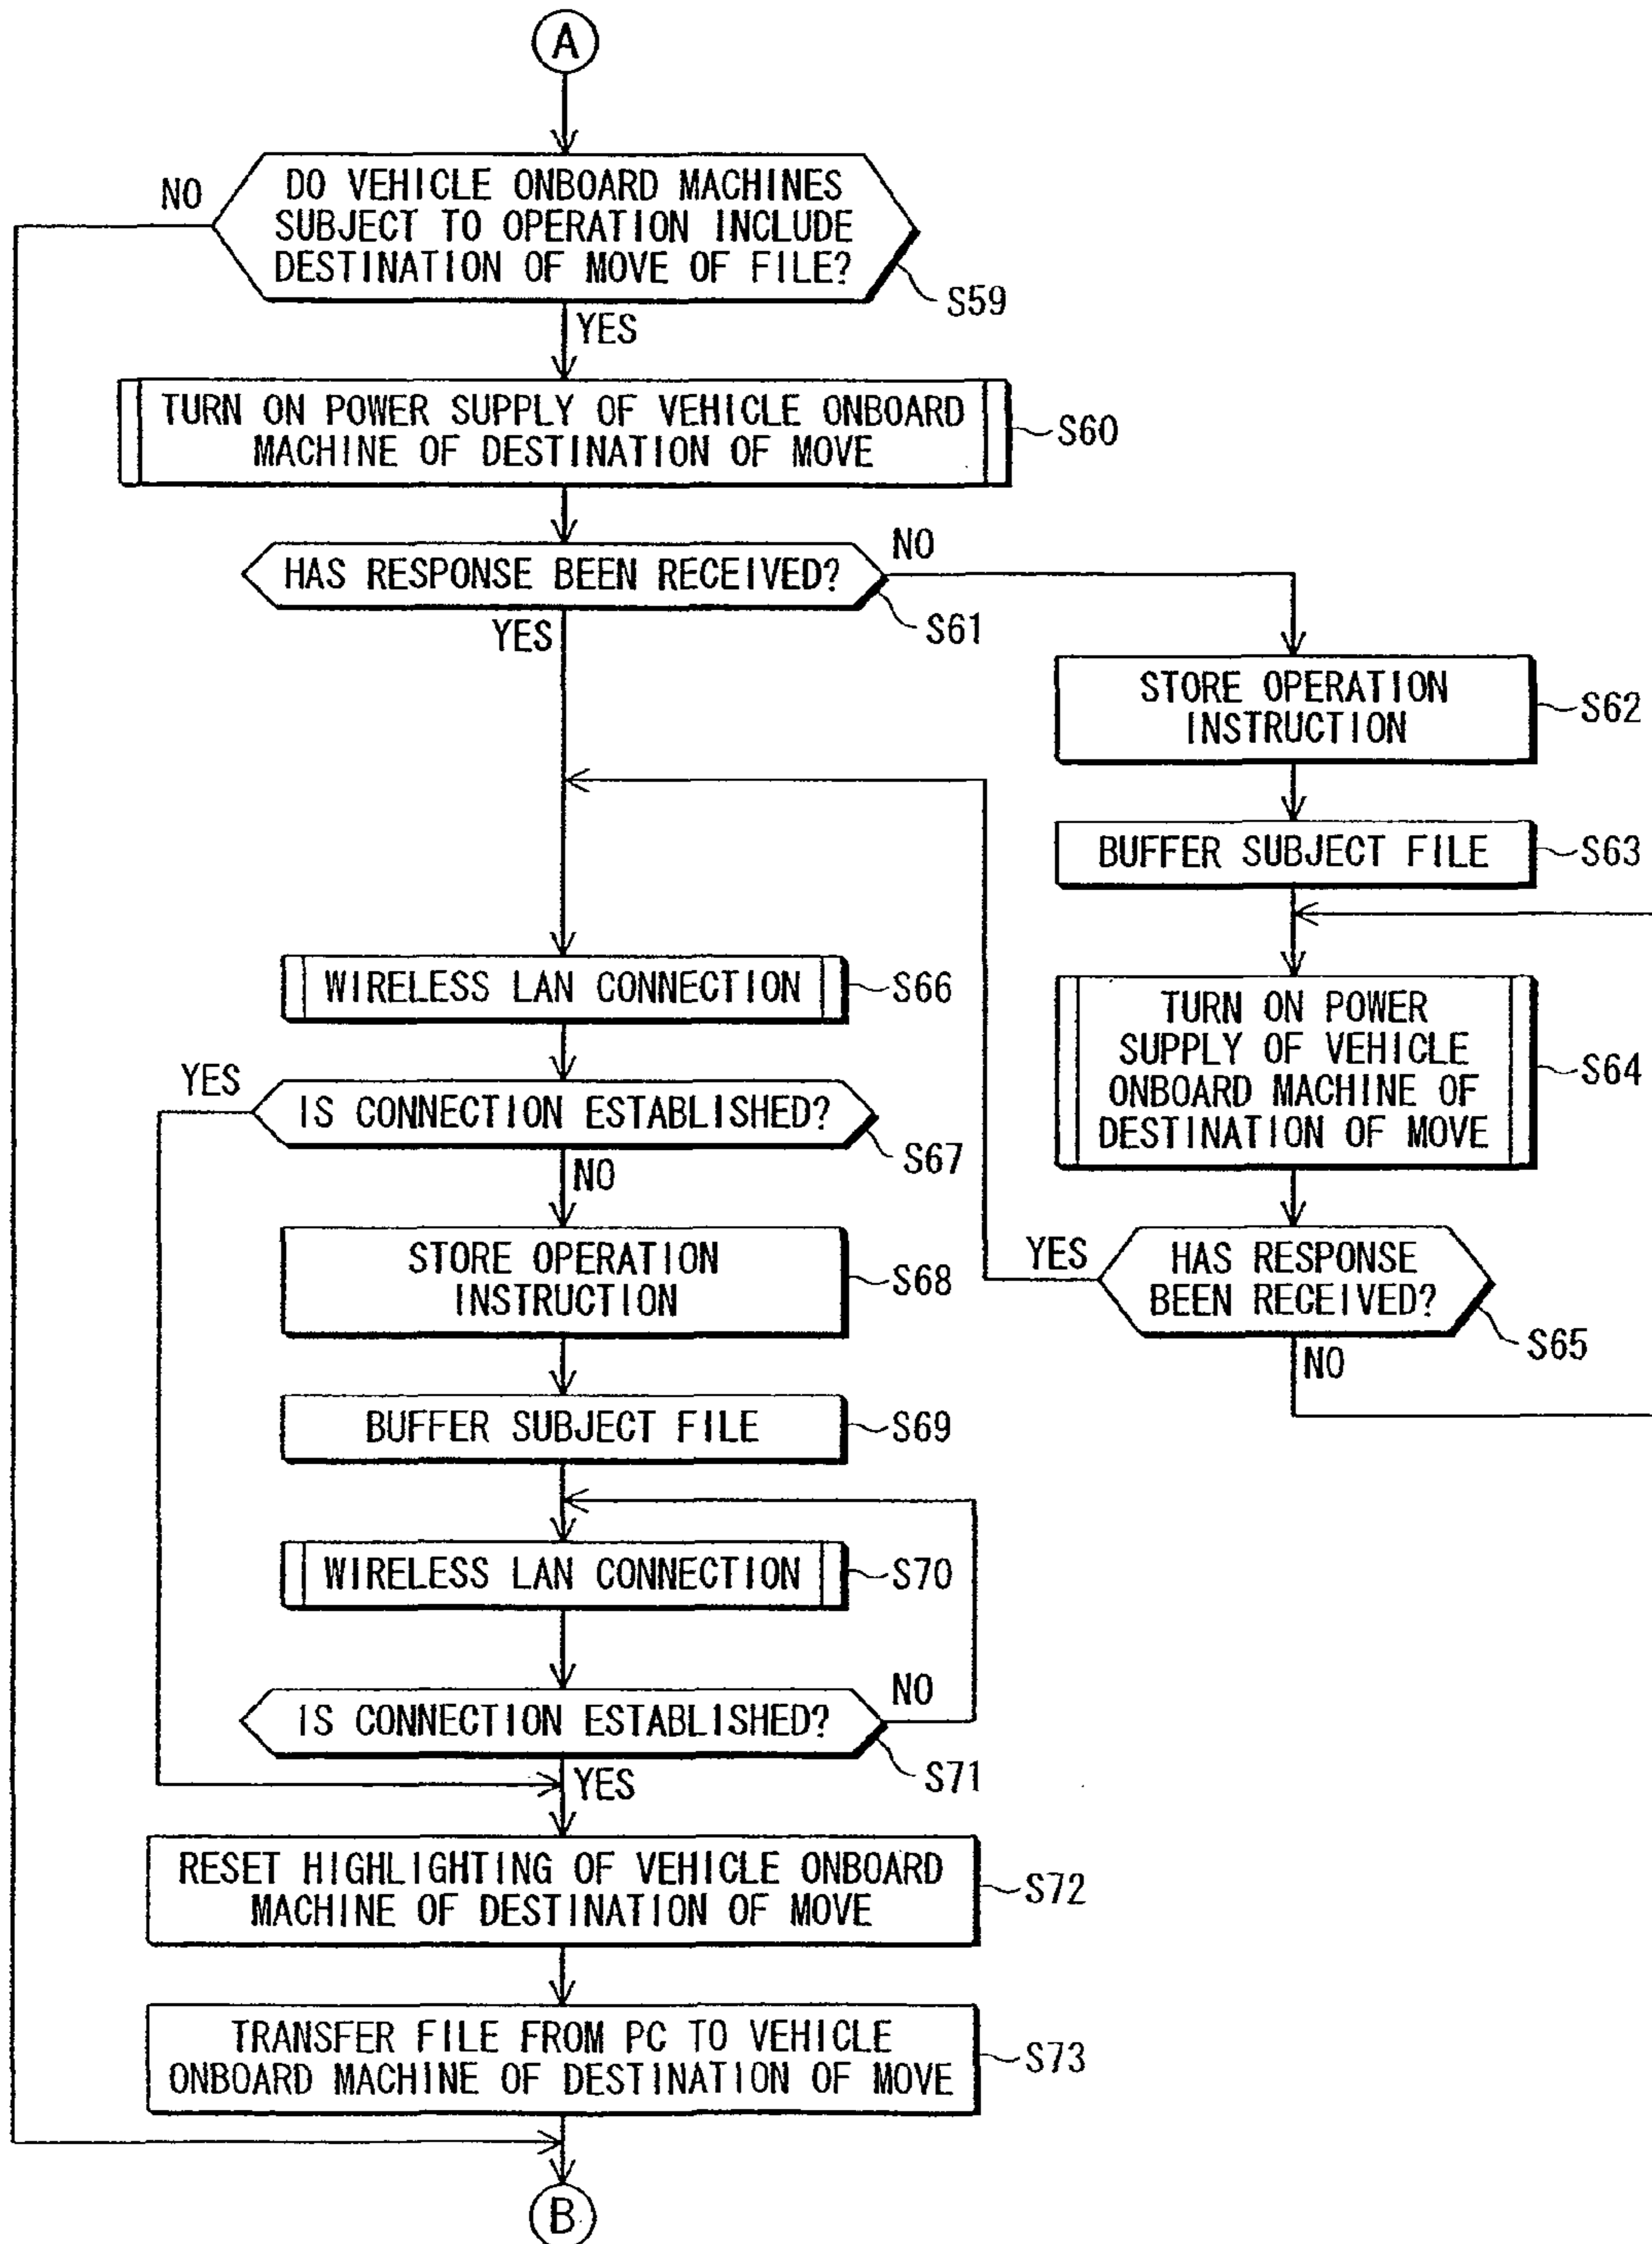 A
DO VEHICLE ONBOARD MACHINES
SUBJECT TO OPERATION INCLUDE
DESTINATION OF MOVE OF FILE?
NO
S59
YES
TURN ON POWER SUPPLY OF VEHICLE ONBOARD
MACHINE OF DESTINATION OF MOVE
S60
HAS RESPONSE BEEN RECEIVED?
NO
S61
YES
STORE OPERATION
INSTRUCTION
S62
BUFFER SUBJECT FILE
S63
TURN ON POWER
SUPPLY OF VEHICLE
ONBOARD MACHINE OF
DESTINATION OF MOVE
S64
HAS RESPONSE
BEEN RECEIVED?
YES
S65
NO
WIRELESS LAN CONNECTION
S66
YES
IS CONNECTION ESTABLISHED?
S67
NO
STORE OPERATION
INSTRUCTION
S68
BUFFER SUBJECT FILE
S69
WIRELESS LAN CONNECTION
S70
IS CONNECTION ESTABLISHED?
NO
S71
YES
RESET HIGHLIGHTING OF VEHICLE ONBOARD
MACHINE OF DESTINATION OF MOVE
S72
TRANSFER FILE FROM PC TO VEHICLE
ONBOARD MACHINE OF DESTINATION OF MOVE
S73
B